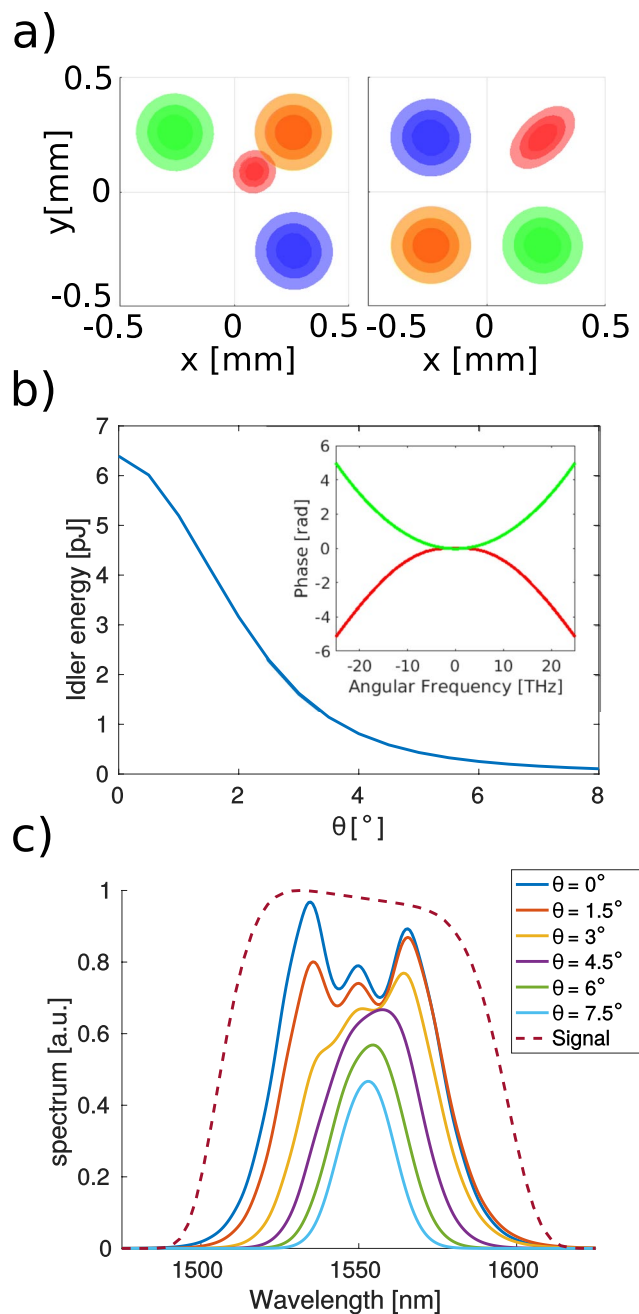 a)
0.5
y[mm]
0
-0.5
-0.5 0 0.5 -0.5 0 0.5
x [mm] x [mm]
b)
7
6
5
4
3
2
1
0
Idler energy [pJ]
0 2 4 6 8
θ[°]
6
4
2
0
-2
-4
-6
Phase [rad]
-20 -10 0 10 20
Angular Frequency [THz]
c)
1
0.8
0.6
0.4
0.2
0
spectrum [a.u.]
1500 1550 1600
Wavelength [nm]
θ = 0°
θ = 1.5°
θ = 3°
θ = 4.5°
θ = 6°
θ = 7.5°
Signal